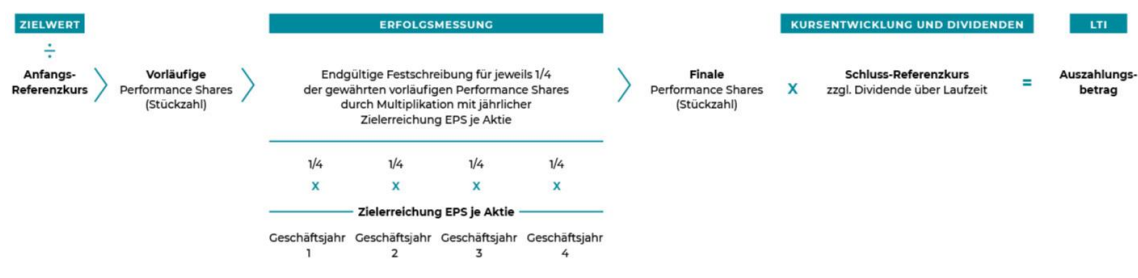 ZIELWERT
÷
Anfangs-
Referenzkurs
Vorläufige
Performance Shares
(Stückzahl)
ERFOLGSMESSUNG
Endgültige Festschreibung für jeweils 1/4
der gewährten vorläufigen Performance Shares
durch Multiplikation mit jährlicher
Zielerreichung EPS je Aktie
1/4 1/4 1/4 1/4
x x x x
Zielerreichung EPS je Aktie
Geschäftsjahr Geschäftsjahr Geschäftsjahr Geschäftsjahr
1 2 3 4
Finale
Performance Shares
(Stückzahl)
x
KURSENTWICKLUNG UND DIVIDENDEN
Schluss-Referenzkurs
zzgl. Dividende über Laufzeit
=
LTI
Auszahlungs-
betrag